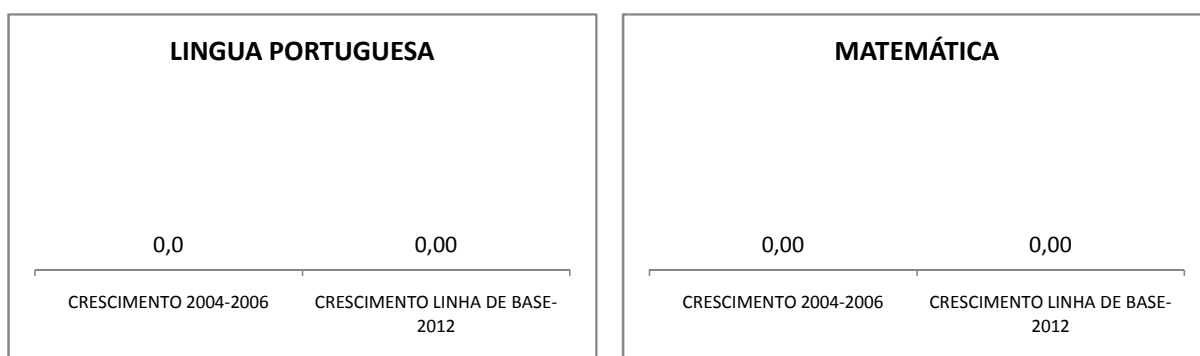 LINGUA PORTUGUESA
0,0
0,00
CRESCIMENTO 2004-2006
CRESCIMENTO LINHA DE BASE-
2012
MATEMÁTICA
0,00
0,00
CRESCIMENTO 2004-2006
CRESCIMENTO LINHA DE BASE-
2012